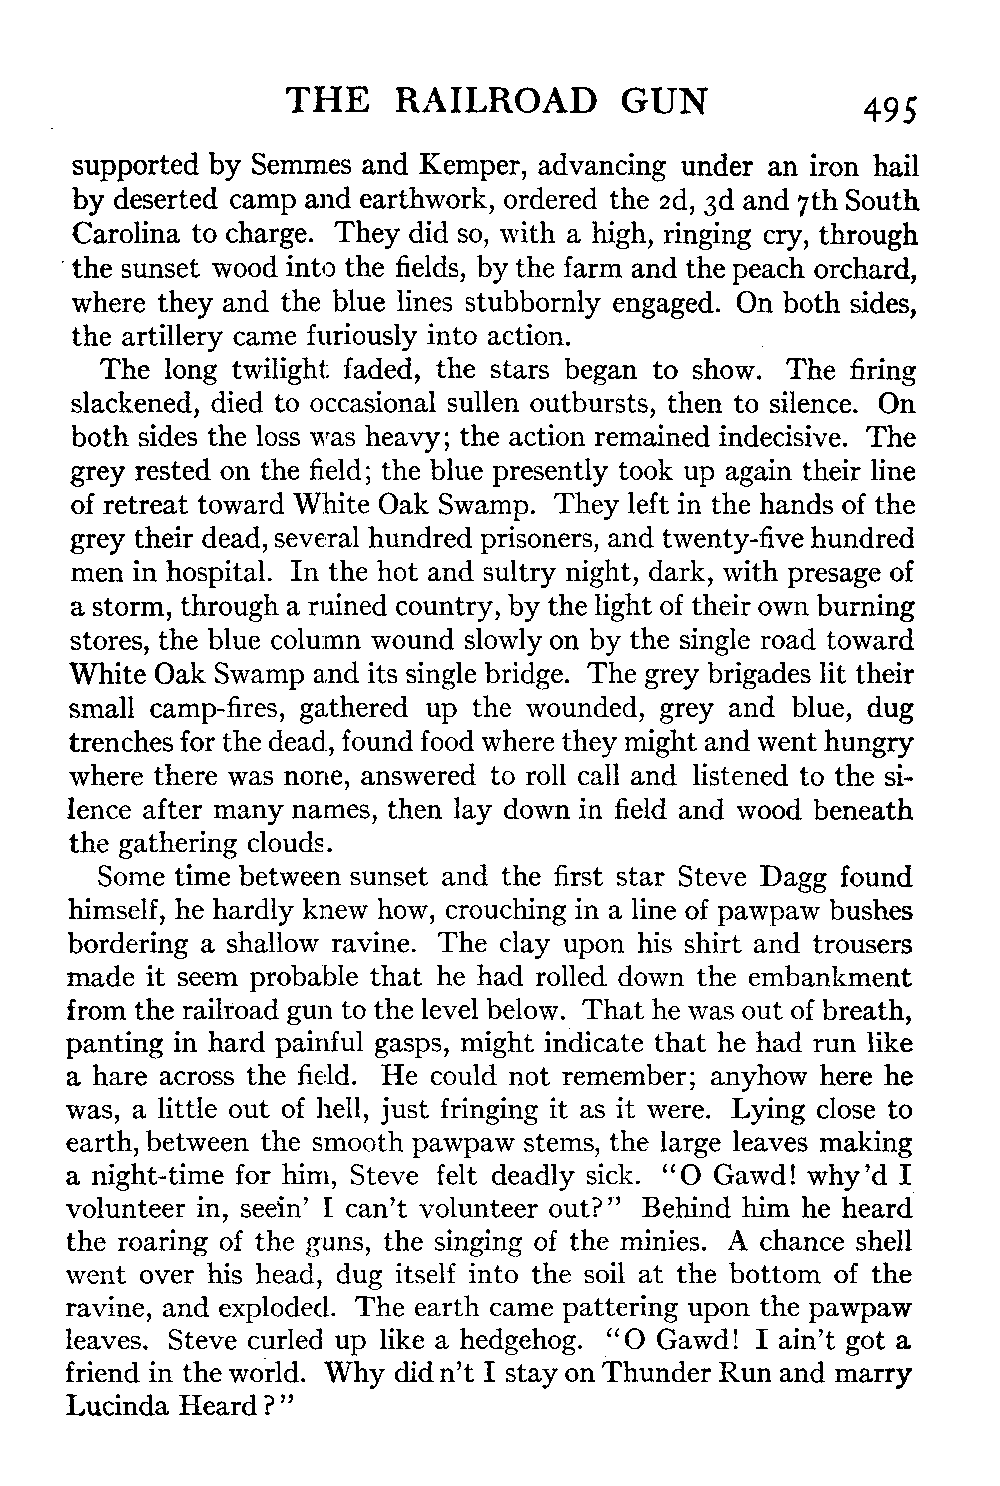 THE RAILROAD GUN 495
supported by Semmes and Kemper, advancing under an iron hail
by deserted camp and earthwork, ordered the 2d, 3d and 7th South
Carolina to charge. They did so, with a high, ringing cry, through
the sunset wood into the fields, by the farm and the peach orchard,
where they and the blue lines stubbornly engaged. On both sides,
the artillery came furiously into action.
The long twilight faded, the stars began to show. The firing
slackened, died to occasional sullen outbursts, then to silence. On
both sides the loss was heavy; the action remained indecisive. The
grey rested on the field; the blue presently took up again their line
of retreat toward White Oak Swamp. They left in the hands of the
grey their dead, several hundred prisoners, and twenty-five hundred
men in hospital. In the hot and sultry night, dark, with presage of
a storm, through a ruined country, by the light of their own burning
stores, the blue column wound slowly on by the single road toward
White Oak Swamp and its single bridge. The grey brigades lit their
small camp-fires, gathered up the wounded, grey and blue, dug
trenches for the dead, found food where they might and went hungry
where there was none, answered to roll call and listened to the si-
lence after many names, then lay down in field and wood beneath
the gathering clouds.
Some time between sunset and the first star Steve Dagg found
himself, he hardly knew how, crouching in a line of pawpaw bushes
bordering a shallow ravine. The clay upon his shirt and trousers
made it seem probable that he had rolled down the embankment
from the railroad gun to the level below. That he was out of breath,
panting in hard painful gasps, might indicate that he had run like
a hare across the field. He could not remember; anyhow here he
was, a little out of hell, just fringing it as it were. Lying close to
earth, between the smooth pawpaw stems, the large leaves making
a night-time for him, Steve felt deadly sick. "O Gawd! why'd I
volunteer in, seein' I can't volunteer out?" Behind him he heard
the roaring of the guns, the singing of the minies. A chance shell
went over his head, dug itself into the soil at the bottom of the
ravine, and exploded. The earth came pattering upon the pawpaw
leaves. Steve curled up like a hedgehog. "O Gawd! I ain't got a
friend in the world. Why didn't I stay on Thunder Run and marry
Lucinda Heard?"